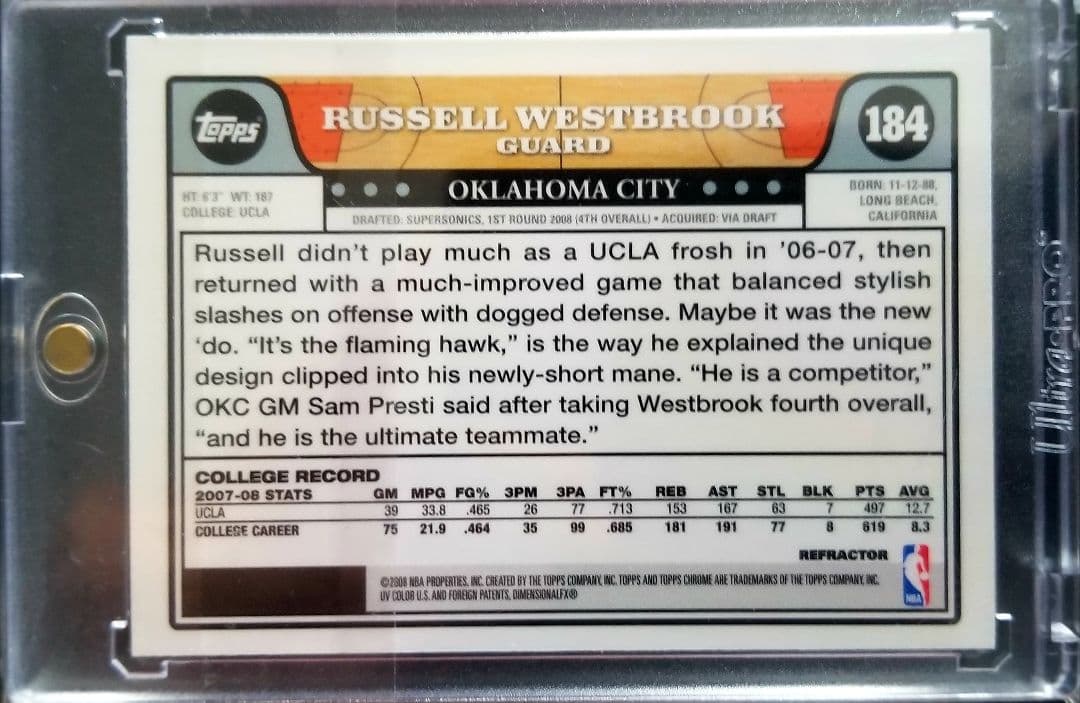 Topps
RUSSELL WESTBROOK
GUARD
184
HT: 6'3" WT: 187
COLLEGE: UCLA
OKLAHOMA CITY
DRAFTED: SUPERSONICS, 1ST ROUND 2008 (4TH OVERALL) • ACQUIRED: VIA DRAFT
BORN: 11-12-88,
LONG BEACH,
CALIFORNIA
Russell didn't play much as a UCLA frosh in '06-07, then
returned with a much-improved game that balanced stylish
slashes on offense with dogged defense. Maybe it was the new
'do. “It's the flaming hawk,” is the way he explained the unique
design clipped into his newly-short mane. “He is a competitor,”
OKC GM Sam Presti said after taking Westbrook fourth overall,
“and he is the ultimate teammate.”
COLLEGE RECORD
2007-08 STATS GM MPG FG% 3PM 3PA FT% REB AST STL BLK PTS AVG
UCLA 39 33.8 .465 26 77 .713 153 167 63 7 497 12.7
COLLEGE CAREER 75 21.9 .464 35 99 .685 181 191 77 8 619 8.3
REFRACTOR
©2008 NBA PROPERTIES, INC. CREATED BY THE TOPPS COMPANY, INC. TOPPS AND TOPPS CHROME ARE TRADEMARKS OF THE TOPPS COMPANY, INC.
UV COLOR U.S. AND FOREIGN PATENTS, DIMENSIONALFX®
NBA
UltraPRO